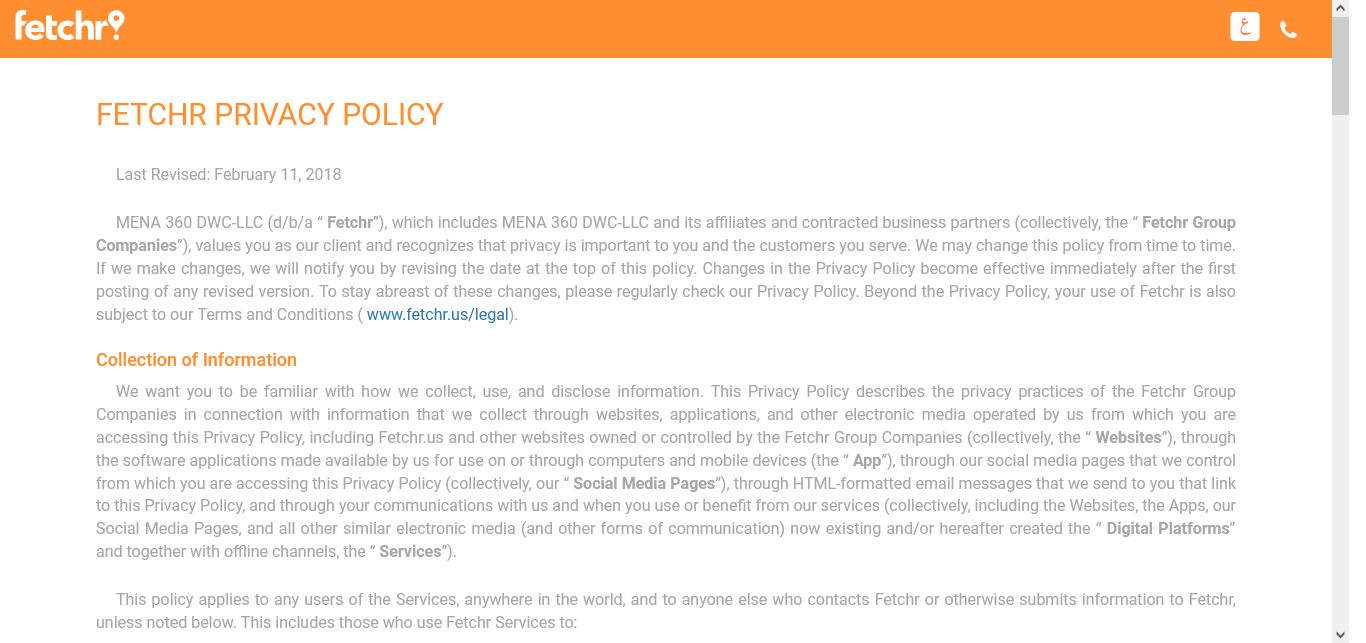 fetchr
ع
FETCHR PRIVACY POLICY
Last Revised: February 11, 2018
MENA 360 DWC-LLC (d/b/a “ Fetchr”), which includes MENA 360 DWC-LLC and its affiliates and contracted business partners (collectively, the “ Fetchr Group
Companies”), values you as our client and recognizes that privacy is important to you and the customers you serve. We may change this policy from time to time.
If we make changes, we will notify you by revising the date at the top of this policy. Changes in the Privacy Policy become effective immediately after the first
posting of any revised version. To stay abreast of these changes, please regularly check our Privacy Policy. Beyond the Privacy Policy, your use of Fetchr is also
subject to our Terms and Conditions ( www.fetchr.us/legal).
Collection of Information
We want you to be familiar with how we collect, use, and disclose information. This Privacy Policy describes the privacy practices of the Fetchr Group
Companies in connection with information that we collect through websites, applications, and other electronic media operated by us from which you are
accessing this Privacy Policy, including Fetchr.us and other websites owned or controlled by the Fetchr Group Companies (collectively, the “ Websites”), through
the software applications made available by us for use on or through computers and mobile devices (the “ App”), through our social media pages that we control
from which you are accessing this Privacy Policy (collectively, our “ Social Media Pages”), through HTML-formatted email messages that we send to you that link
to this Privacy Policy, and through your communications with us and when you use or benefit from our services (collectively, including the Websites, the Apps, our
Social Media Pages, and all other similar electronic media (and other forms of communication) now existing and/or hereafter created the “ Digital Platforms”
and together with offline channels, the “ Services”).
This policy applies to any users of the Services, anywhere in the world, and to anyone else who contacts Fetchr or otherwise submits information to Fetchr,
unless noted below. This includes those who use Fetchr Services to: